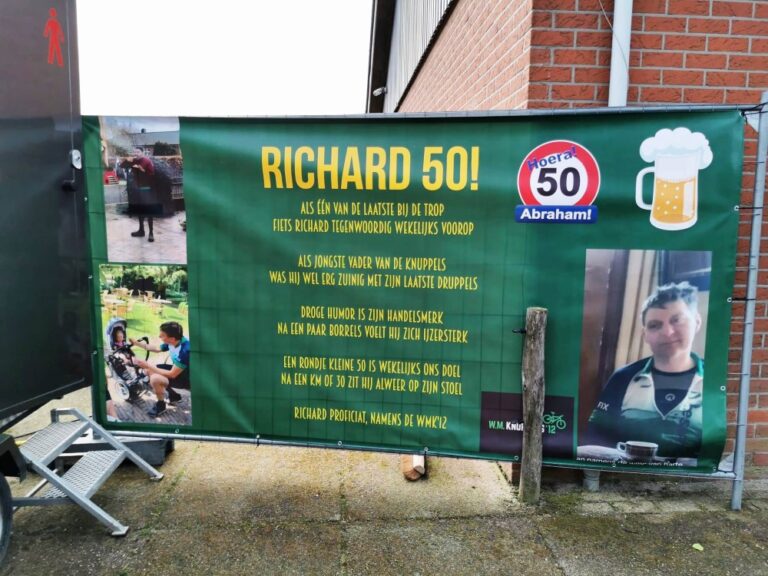 RICHARD 50!
ALS ÉÉN VAN DE LAATSTE BIJ DE TROP
FIETS RICHARD TEGENWOORDIG WEKELIJKS VOOROP
ALS JONGSTE VADER VAN DE KNUPPELS
WAS HIJ WEL ERG ZUINIG MET ZIJN LAATSTE DRUPPELS
DROGE HUMOR IS ZIJN HANDELSMERK
NA EEN PAAR BORRELS VOELT HIJ ZICH IJZERSTERK
EEN RONDJE KLEINE 50 IS WEKELIJKS ONS DOEL
NA EEN KM OF 30 ZIT HIJ ALWEER OP ZIJN STOEL
RICHARD PROFICIAT, NAMENS DE WMK'12
Hoera!
50
Abraham!
W.M. '12
FIX